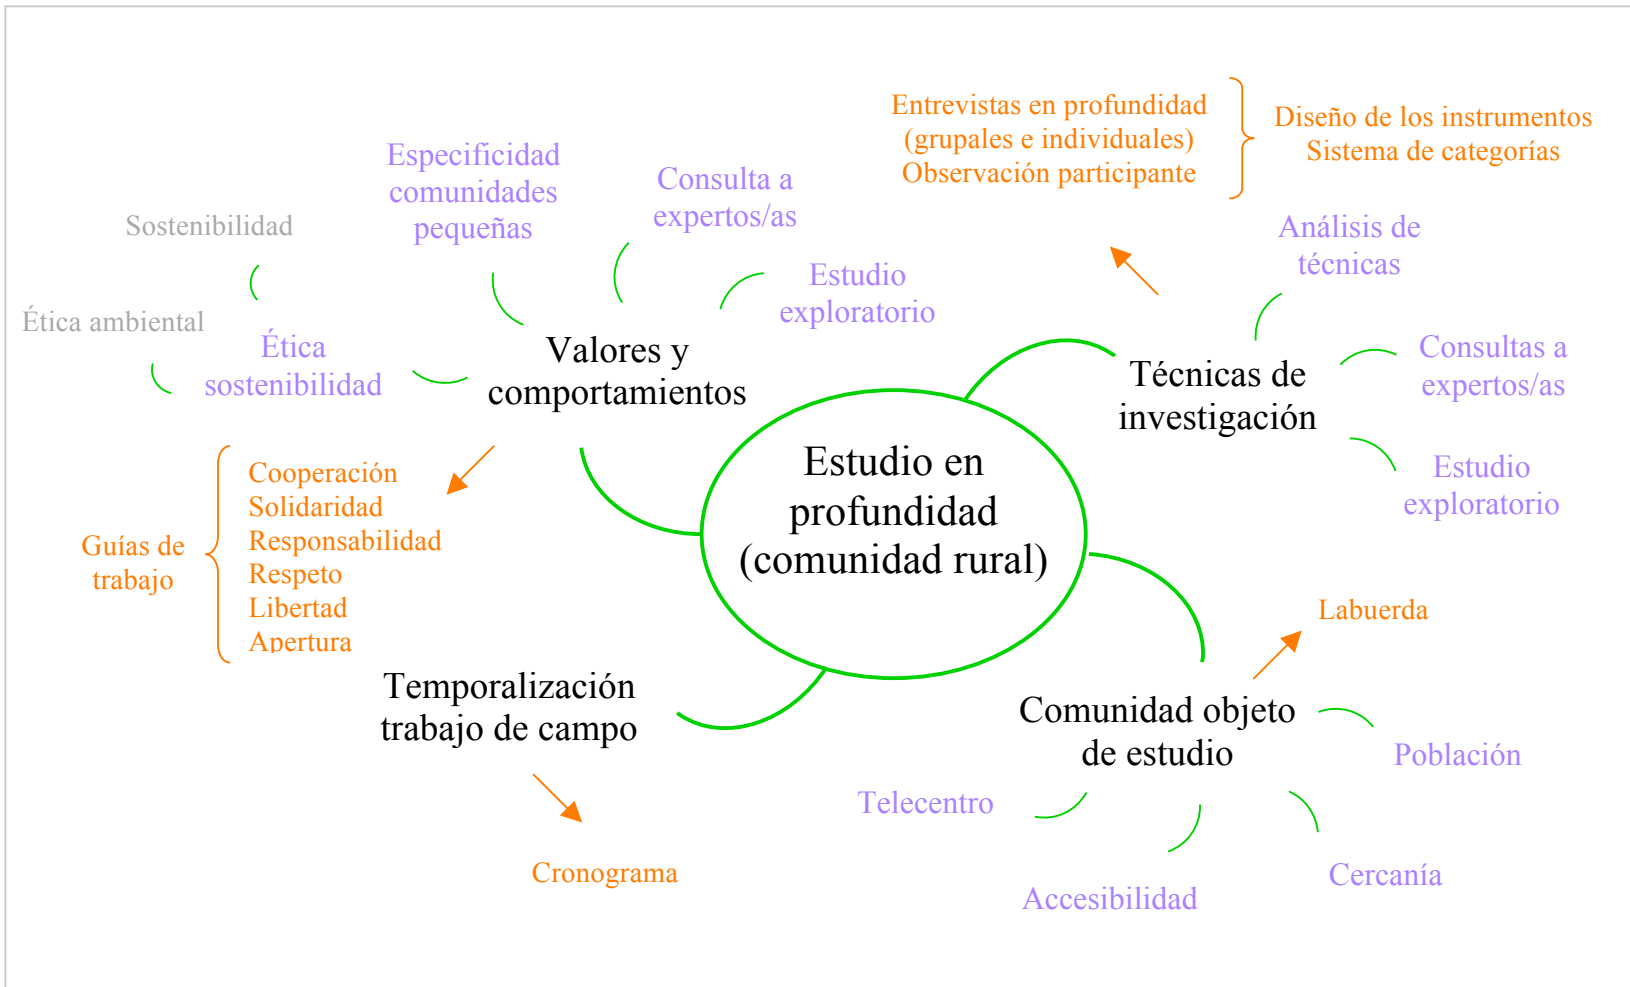 Entrevistas en profundidad
(grupales e individuales)
Observación participante
Diseño de los instrumentos
Sistema de categorías
Especificidad
comunidades
pequeñas
Consulta a
expertos/as
Estudio
exploratorio
Sostenibilidad
Ética ambiental
Ética
sostenibilidad
Valores y
comportamientos
Análisis de
técnicas
Consultas a
expertos/as
Estudio
exploratorio
Técnicas de
investigación
Estudio en
profundidad
(comunidad rural)
Guías de
trabajo
Cooperación
Solidaridad
Responsabilidad
Respeto
Libertad
Apertura
Temporalización
trabajo de campo
Cronograma
Labuerda
Comunidad objeto
de estudio
Población
Telecentro
Accesibilidad
Cercanía